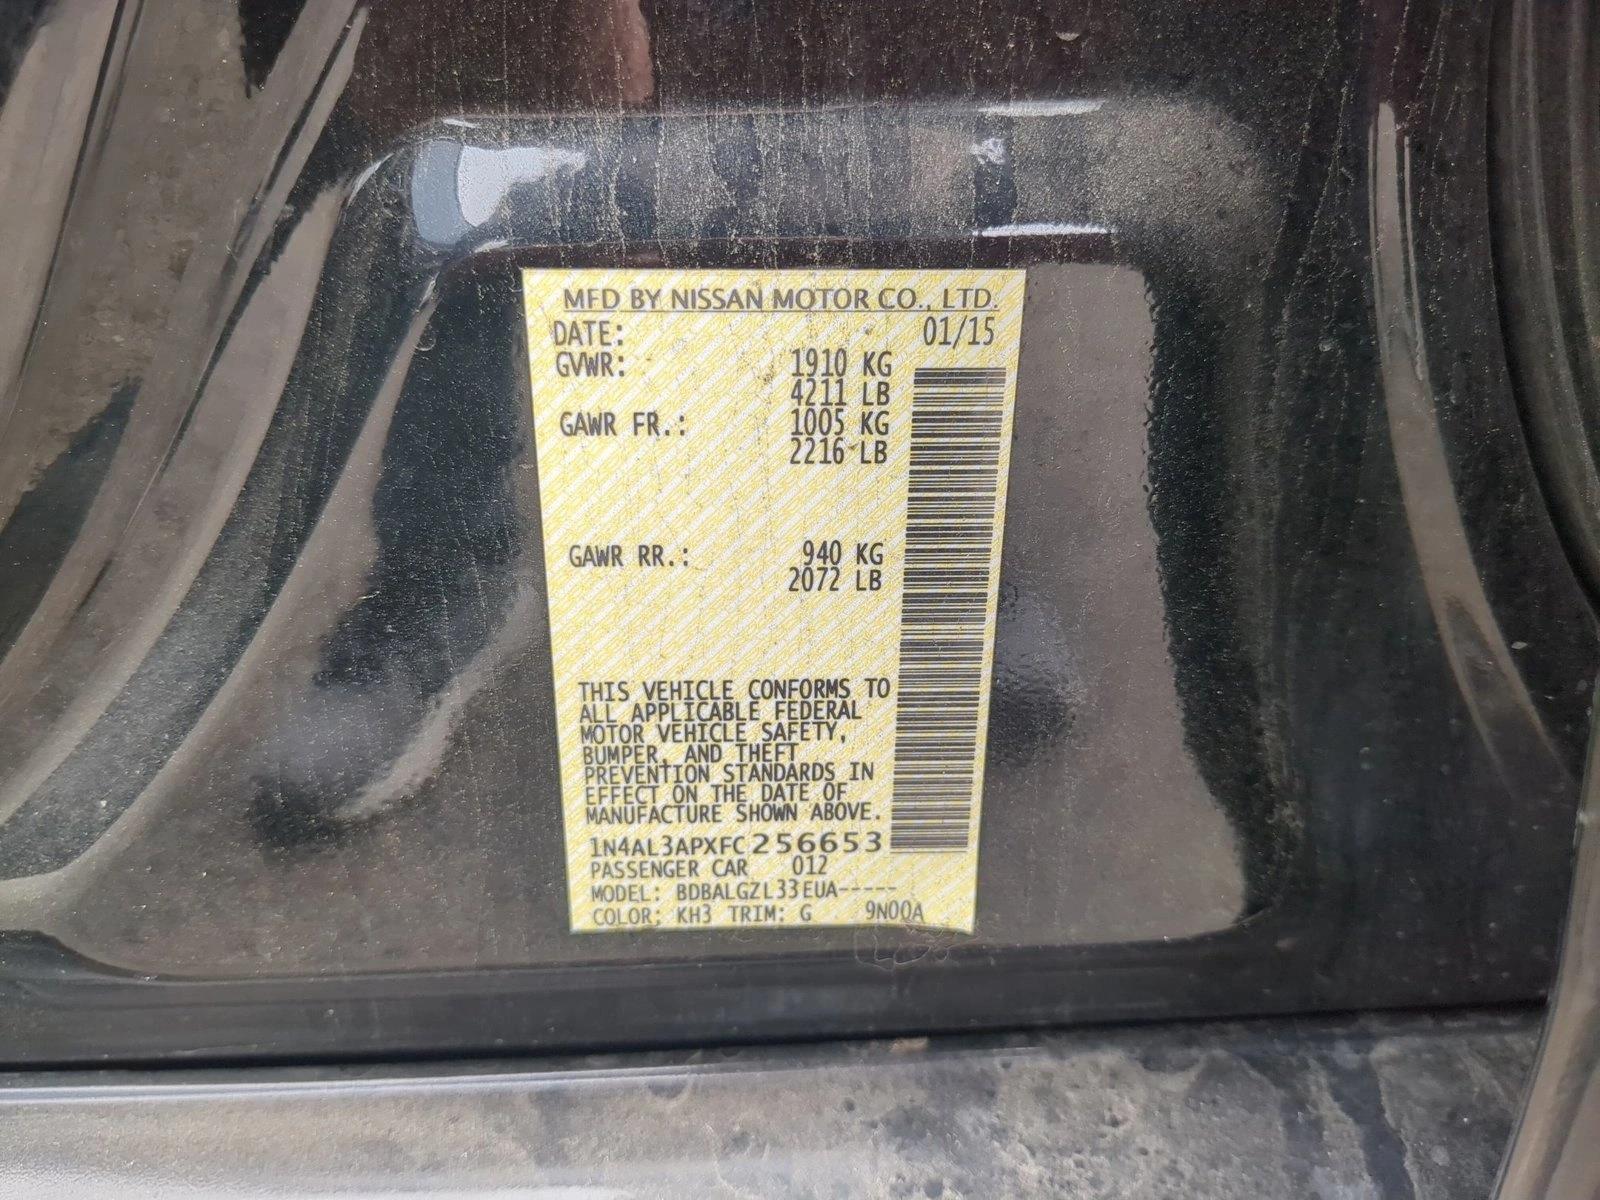 MFD BY NISSAN MOTOR CO., LTD.
DATE: 01/15
GVWR: 1910 KG
4211 LB
GAWR FR.: 1005 KG
2216 LB
GAWR RR.: 940 KG
2072 LB
THIS VEHICLE CONFORMS TO
ALL APPLICABLE FEDERAL
MOTOR VEHICLE SAFETY,
BUMPER, AND THEFT
PREVENTION STANDARDS IN
EFFECT ON THE DATE OF
MANUFACTURE SHOWN ABOVE.
1N4AL3APXFC256653
PASSENGER CAR 012
MODEL: BDBALGZL33EUA-----
COLOR: KH3 TRIM: G 9N00A